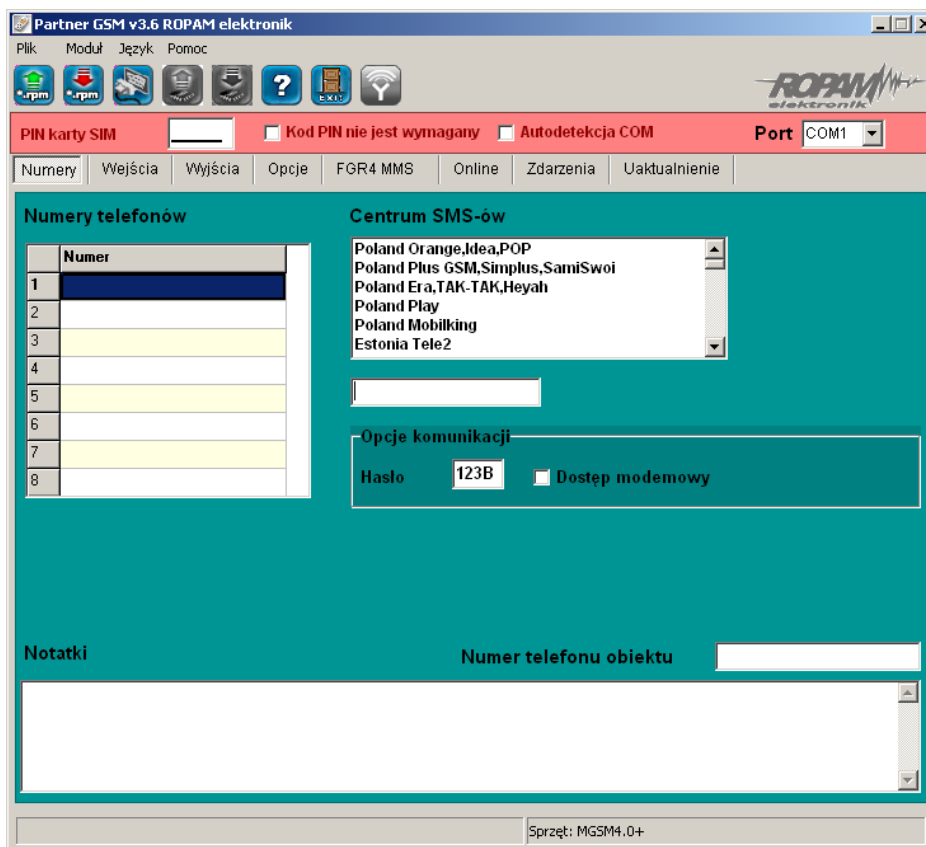 Partner GSM v3.6 ROPAM elektronik
Plik Moduł Język Pomoc
*.rpm *.rpm ? EXIT ROPAM
elektronik
PIN karty SIM Kod PIN nie jest wymagany Autodetekcja COM Port COM1
Numery Wejścia Wyjścia Opcje FGR4 MMS Online Zdarzenia Uaktualnienie
Numery telefonów
Numer
1
2
3
4
5
6
7
8
Centrum SMS-ów
Poland Orange,Idea,POP
Poland Plus GSM,Simplus,SamiSwoi
Poland Era,TAK-TAK,Heyah
Poland Play
Poland Mobilking
Estonia Tele2
Opcje komunikacji
Hasło 123B Dostęp modemowy
Notatki Numer telefonu obiektu
Sprzęt: MGSM4.0+